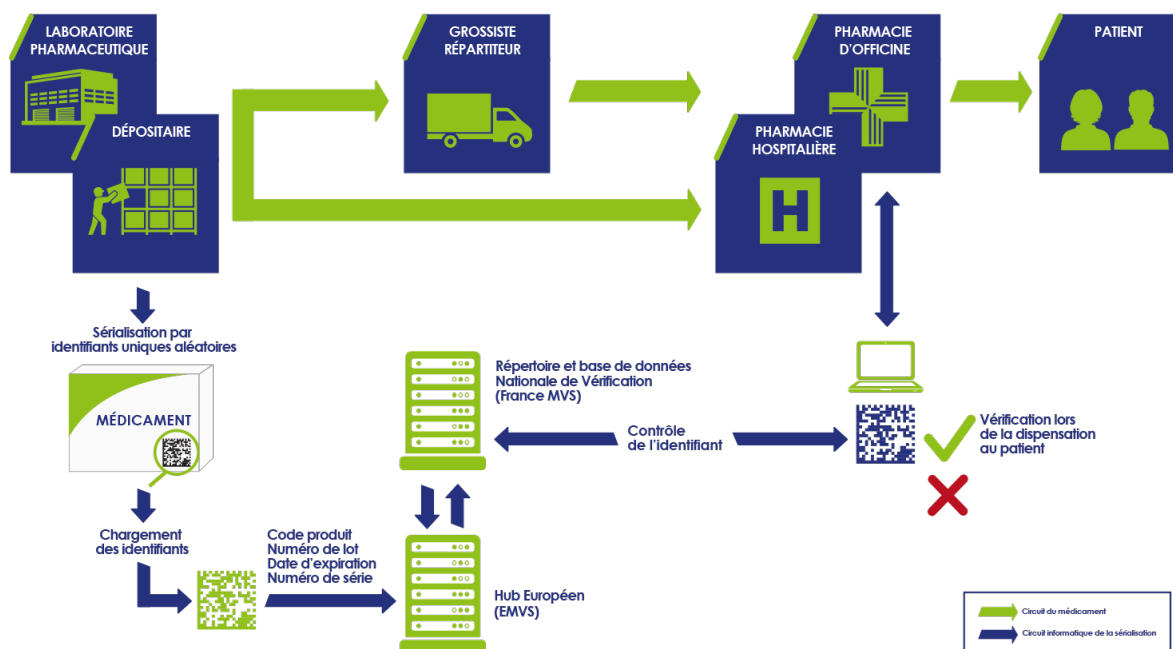 LABORATOIRE
PHARMACEUTIQUE
DÉPOSITAIRE
GROSSISTE
RÉPARTITEUR
PHARMACIE
D'OFFICINE
PHARMACIE
HOSPITALIÈRE
H
PATIENT
Sérialisation par
identifiants uniques aléatoires
MÉDICAMENT
Chargement
des identifiants
Code produit
Numéro de lot
Date d'expiration
Numéro de série
Répertoire et base de données
Nationale de Vérification
(France MVS)
Hub Européen
(EMVS)
Contrôle
de l'identifiant
Vérification lors
de la dispensation
au patient
Circuit du médicament
Circuit informatique de la sérialisation